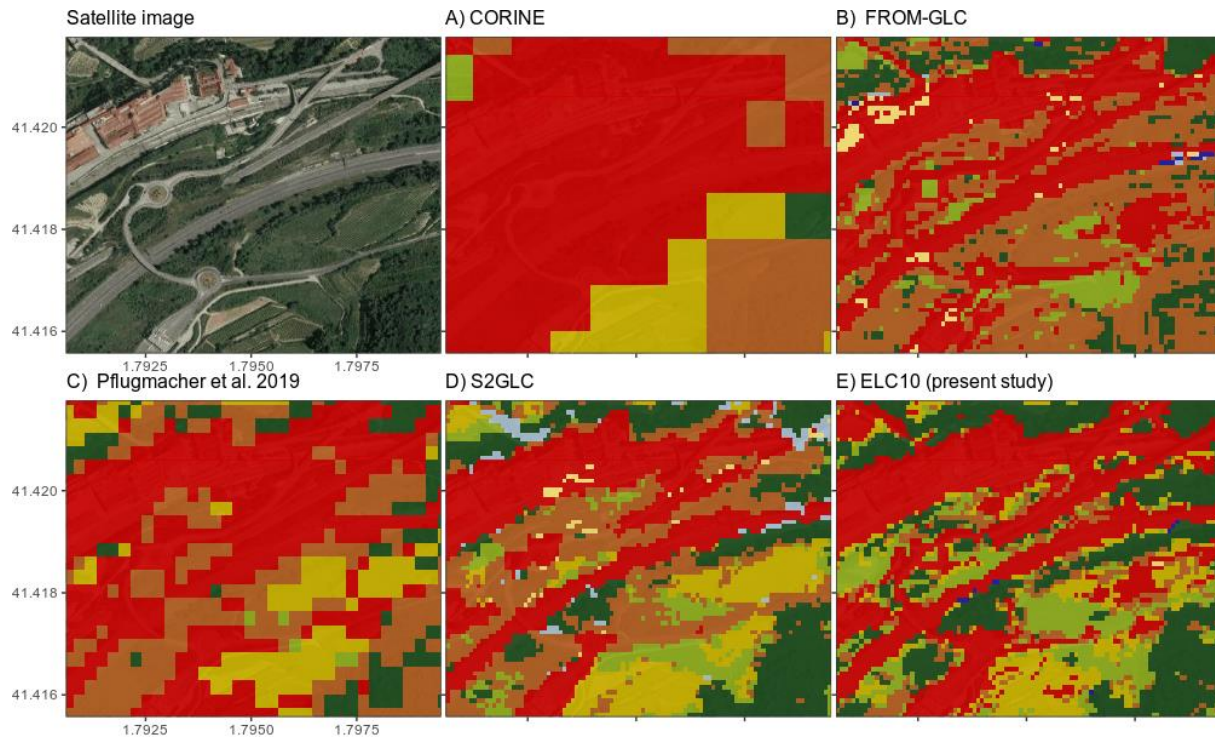 Satellite image
A) CORINE
B) FROM-GLC
41.420
41.418
41.416
1.7925 1.7950 1.7975
C) Pflugmacher et al. 2019
D) S2GLC
E) ELC10 (present study)
41.420
41.418
41.416
1.7925 1.7950 1.7975